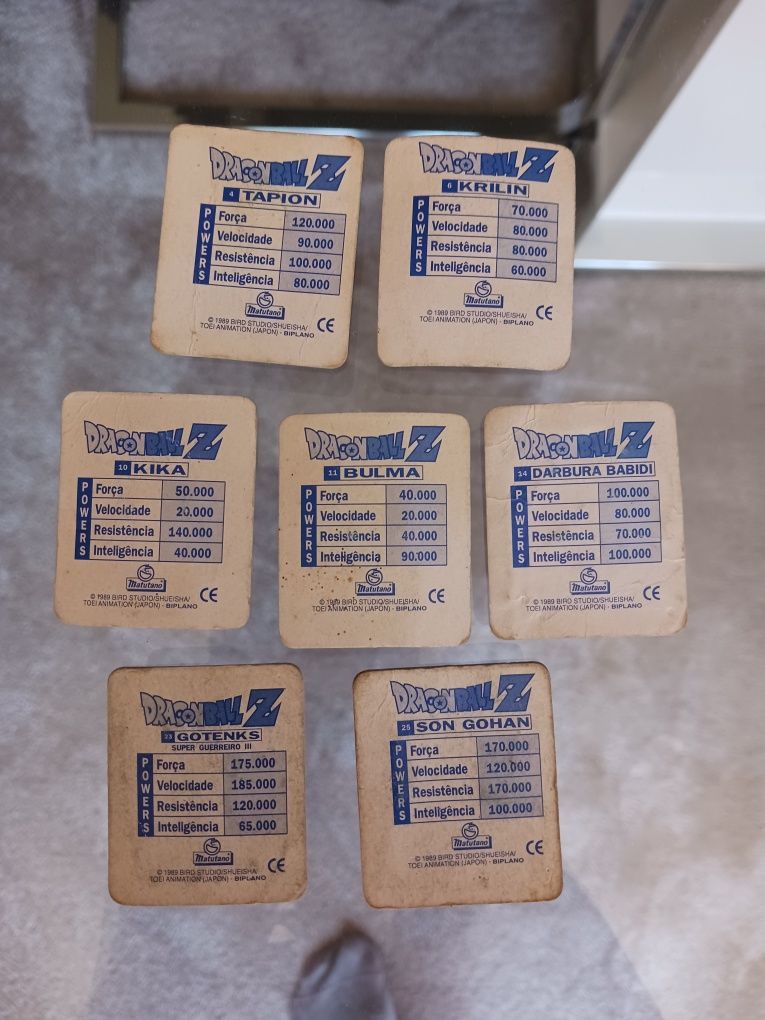 DRAGON BALL Z
4 TAPION
POWERS
Força 120.000
Velocidade 90.000
Resistência 100.000
Inteligência 80.000
Matutano
© 1989 BIRD STUDIO/SHUEISHA/
TOEI ANIMATION (JAPON) - BIPLANO CE
DRAGON BALL Z
6 KRILIN
POWERS
Força 70.000
Velocidade 80.000
Resistência 80.000
Inteligência 60.000
Matutano
© 1989 BIRD STUDIO/SHUEISHA/
TOEI ANIMATION (JAPON) - BIPLANO CE
DRAGON BALL Z
10 KIKA
POWERS
Força 50.000
Velocidade 20.000
Resistência 140.000
Inteligência 40.000
Matutano
© 1989 BIRD STUDIO/SHUEISHA/
TOEI ANIMATION (JAPON) - BIPLANO CE
DRAGON BALL Z
11 BULMA
POWERS
Força 40.000
Velocidade 20.000
Resistência 40.000
Inteligência 90.000
Matutano
© 1989 BIRD STUDIO/SHUEISHA/
TOEI ANIMATION (JAPON) - BIPLANO CE
DRAGON BALL Z
14 DARBURA BABIDI
POWERS
Força 100.000
Velocidade 80.000
Resistência 70.000
Inteligência 100.000
Matutano
© 1989 BIRD STUDIO/SHUEISHA/
TOEI ANIMATION (JAPON) - BIPLANO CE
DRAGON BALL Z
23 GOTENKS
SUPER GUERREIRO III
POWERS
Força 175.000
Velocidade 185.000
Resistência 120.000
Inteligência 65.000
Matutano
© 1989 BIRD STUDIO/SHUEISHA/
TOEI ANIMATION (JAPON) - BIPLANO CE
DRAGON BALL Z
25 SON GOHAN
POWERS
Força 170.000
Velocidade 120.000
Resistência 170.000
Inteligência 100.000
Matutano
© 1989 BIRD STUDIO/SHUEISHA/
TOEI ANIMATION (JAPON) - BIPLANO CE